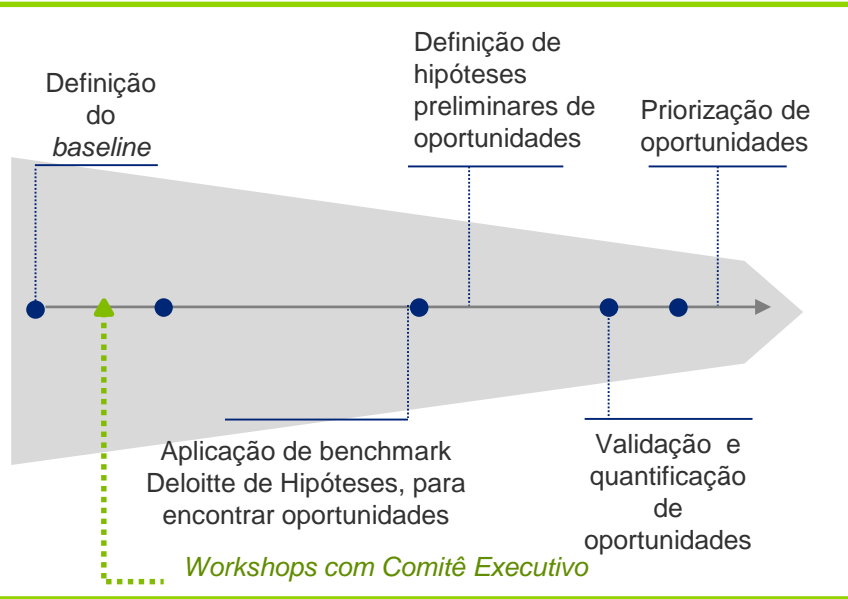 Definição
do
baseline
Definição de
hipóteses
preliminares de
oportunidades
Priorização de
oportunidades
Aplicação de benchmark
Deloitte de Hipóteses, para
encontrar oportunidades
Validação e
quantificação
de
oportunidades
Workshops com Comitê Executivo